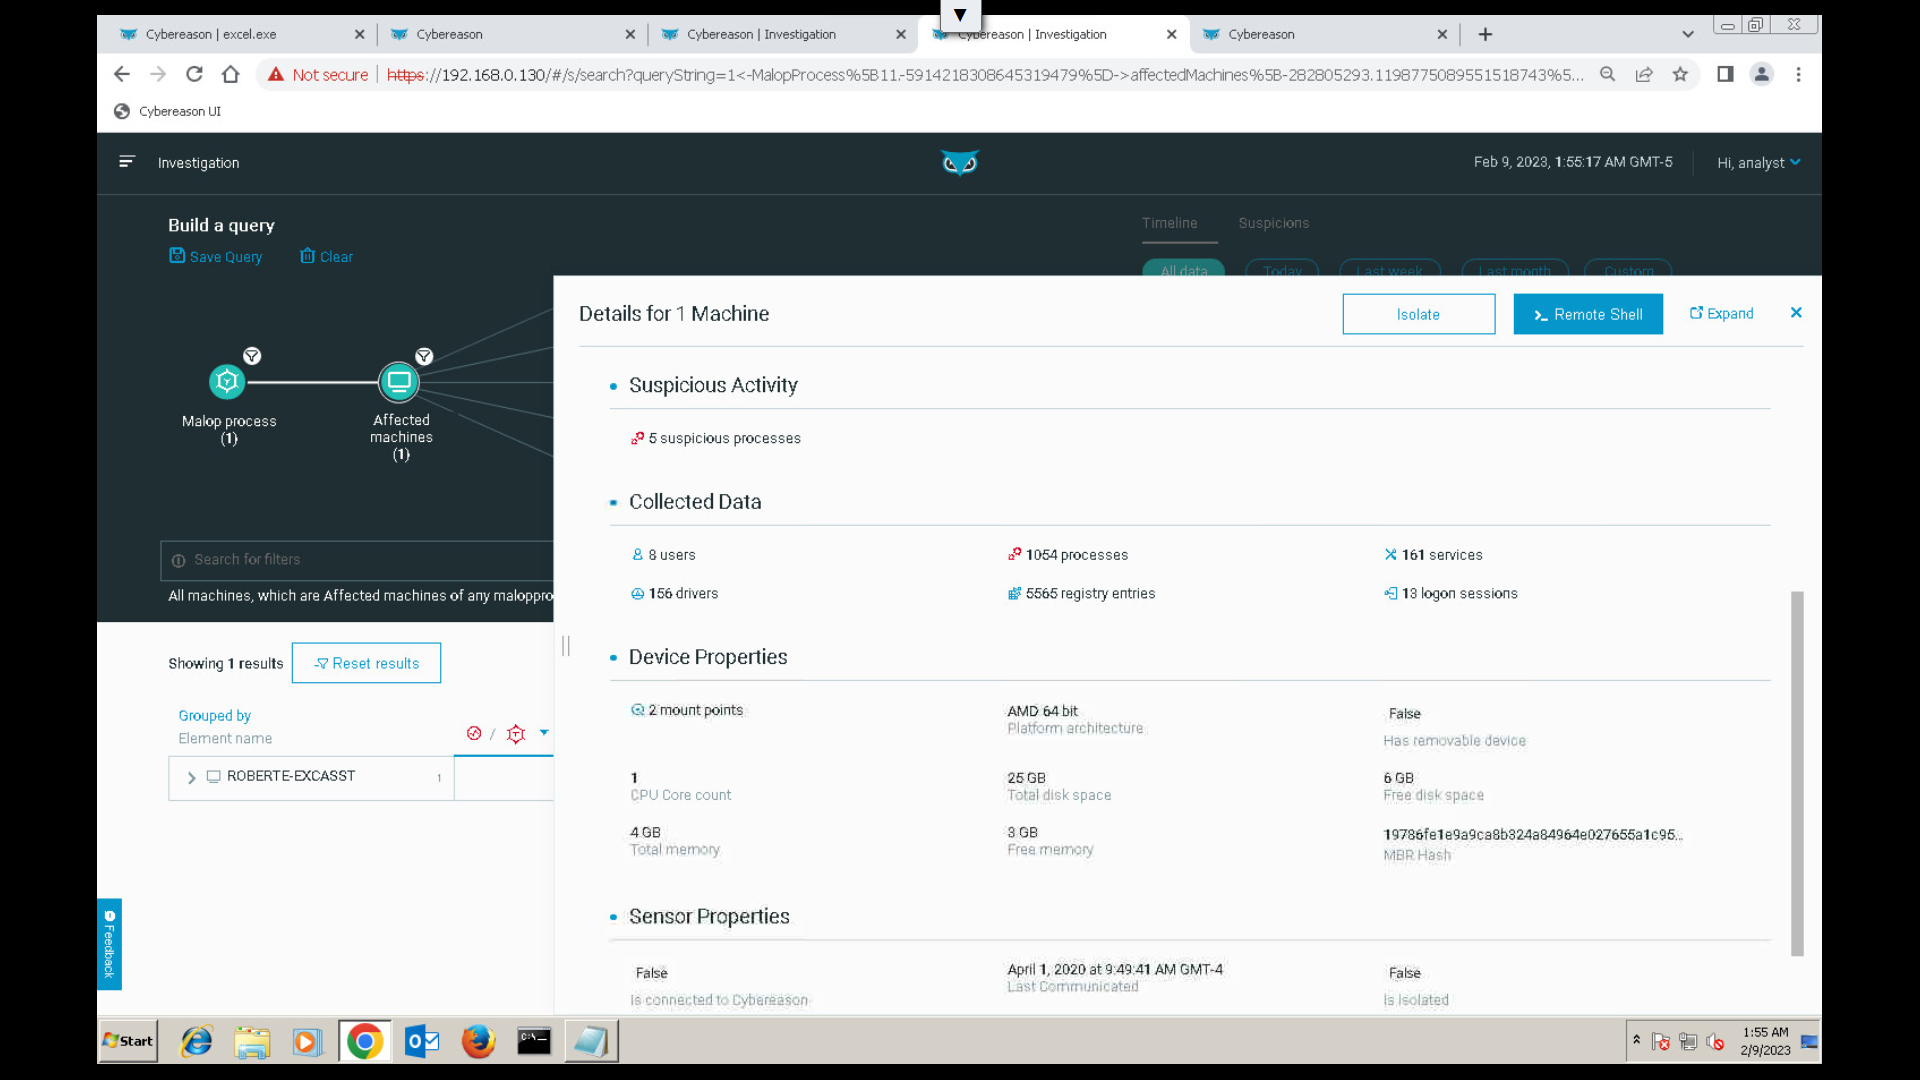 Cybereason | excel.exe
Cybereason
Cybereason | Investigation
Cybereason | Investigation
Cybereason
Not secure | https://192.168.0.130/#/s/search?queryString=1<-MalopProcess%5B11.-5914218308645319479%5D->affectedMachines%5B-282805293.1198775089551518743%5...
Cybereason UI
Investigation
Feb 9, 2023, 1:55:17 AM GMT-5
Hi, analyst
Build a query
Timeline
Suspicions
Save Query
Clear
All data
Today
Last week
Last month
Custom
Details for 1 Machine
Isolate
Remote Shell
Expand
Malop process
(1)
Affected
machines
(1)
Suspicious Activity
5 suspicious processes
Collected Data
8 users
1054 processes
161 services
156 drivers
5565 registry entries
13 logon sessions
Search for filters
All machines, which are Affected machines of any maloppro
Showing 1 results
Reset results
Grouped by
Element name
/
ROBERTE-EXCASST
1
Device Properties
2 mount points
AMD 64 bit
Platform architecture
False
Has removable device
1
CPU Core count
25 GB
Total disk space
6 GB
Free disk space
4 GB
Total memory
3 GB
Free memory
19786fe1e9a9ca8b324a84964e027655a1c95...
MBR Hash
Sensor Properties
False
Is connected to Cybereason
April 1, 2020 at 9:49:41 AM GMT-4
Last Communicated
False
Is Isolated
Feedback
Start
C:\_
1:55 AM
2/9/2023